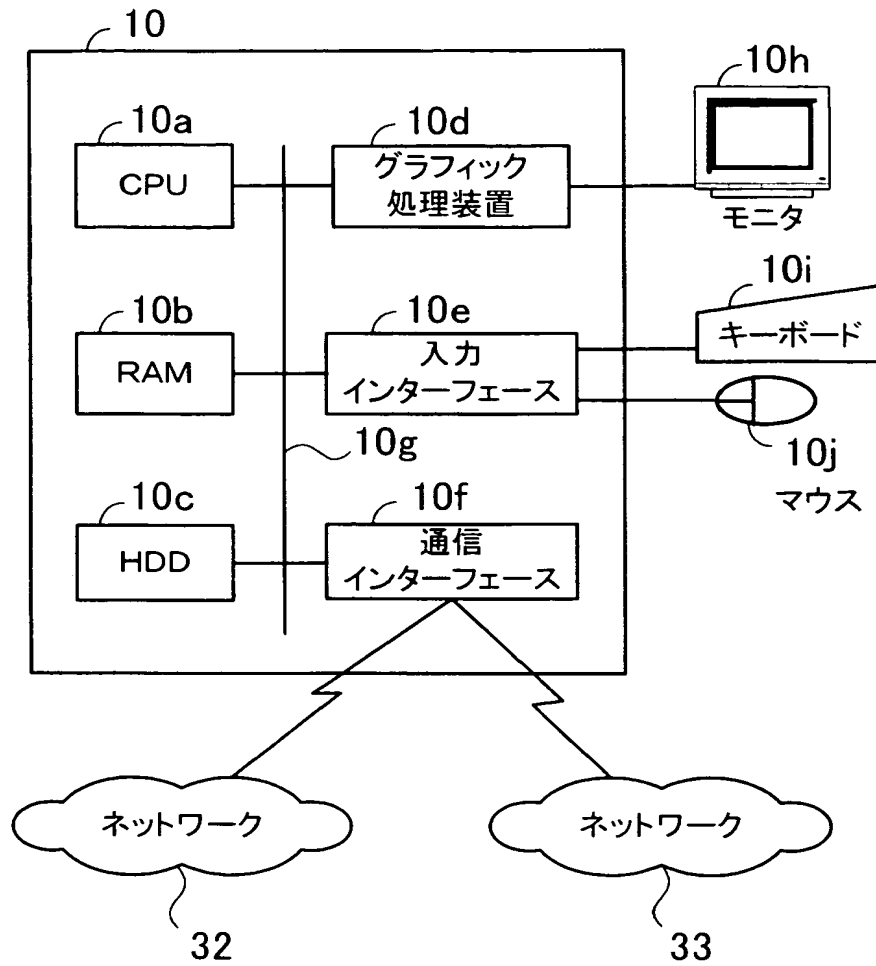 10
10h
10a
10d
CPU
グラフィック
処理装置
モニタ
10i
10b
10e
キーボード
RAM
入力
インターフェース
10g
10j
マウス
10c
10f
HDD
通信
インターフェース
ネットワーク
ネットワーク
32
33